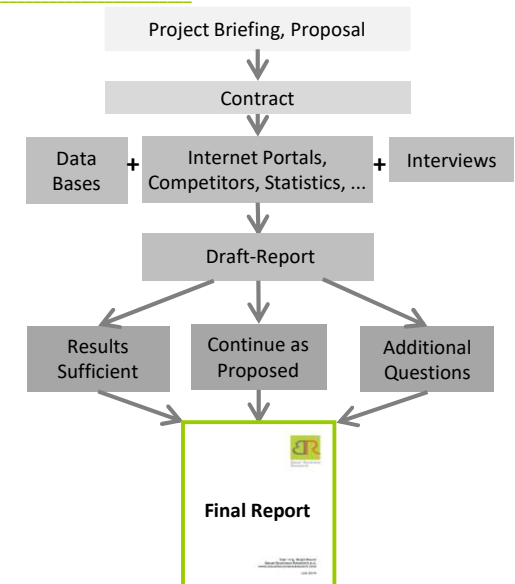 Project Briefing, Proposal
Contract
Data
Bases
+
Internet Portals,
Competitors, Statistics, ...
+
Interviews
Draft-Report
Results
Sufficient
Continue as
Proposed
Additional
Questions
Final Report